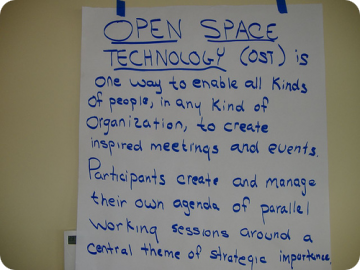 OPEN SPACE
TECHNOLOGY (OST) is
one way to enable all kinds
of people, in any kind of
organization, to create
inspired meetings and events.
Participants create and manage
their own agenda of parallel
working sessions around a
central theme of strategic importance